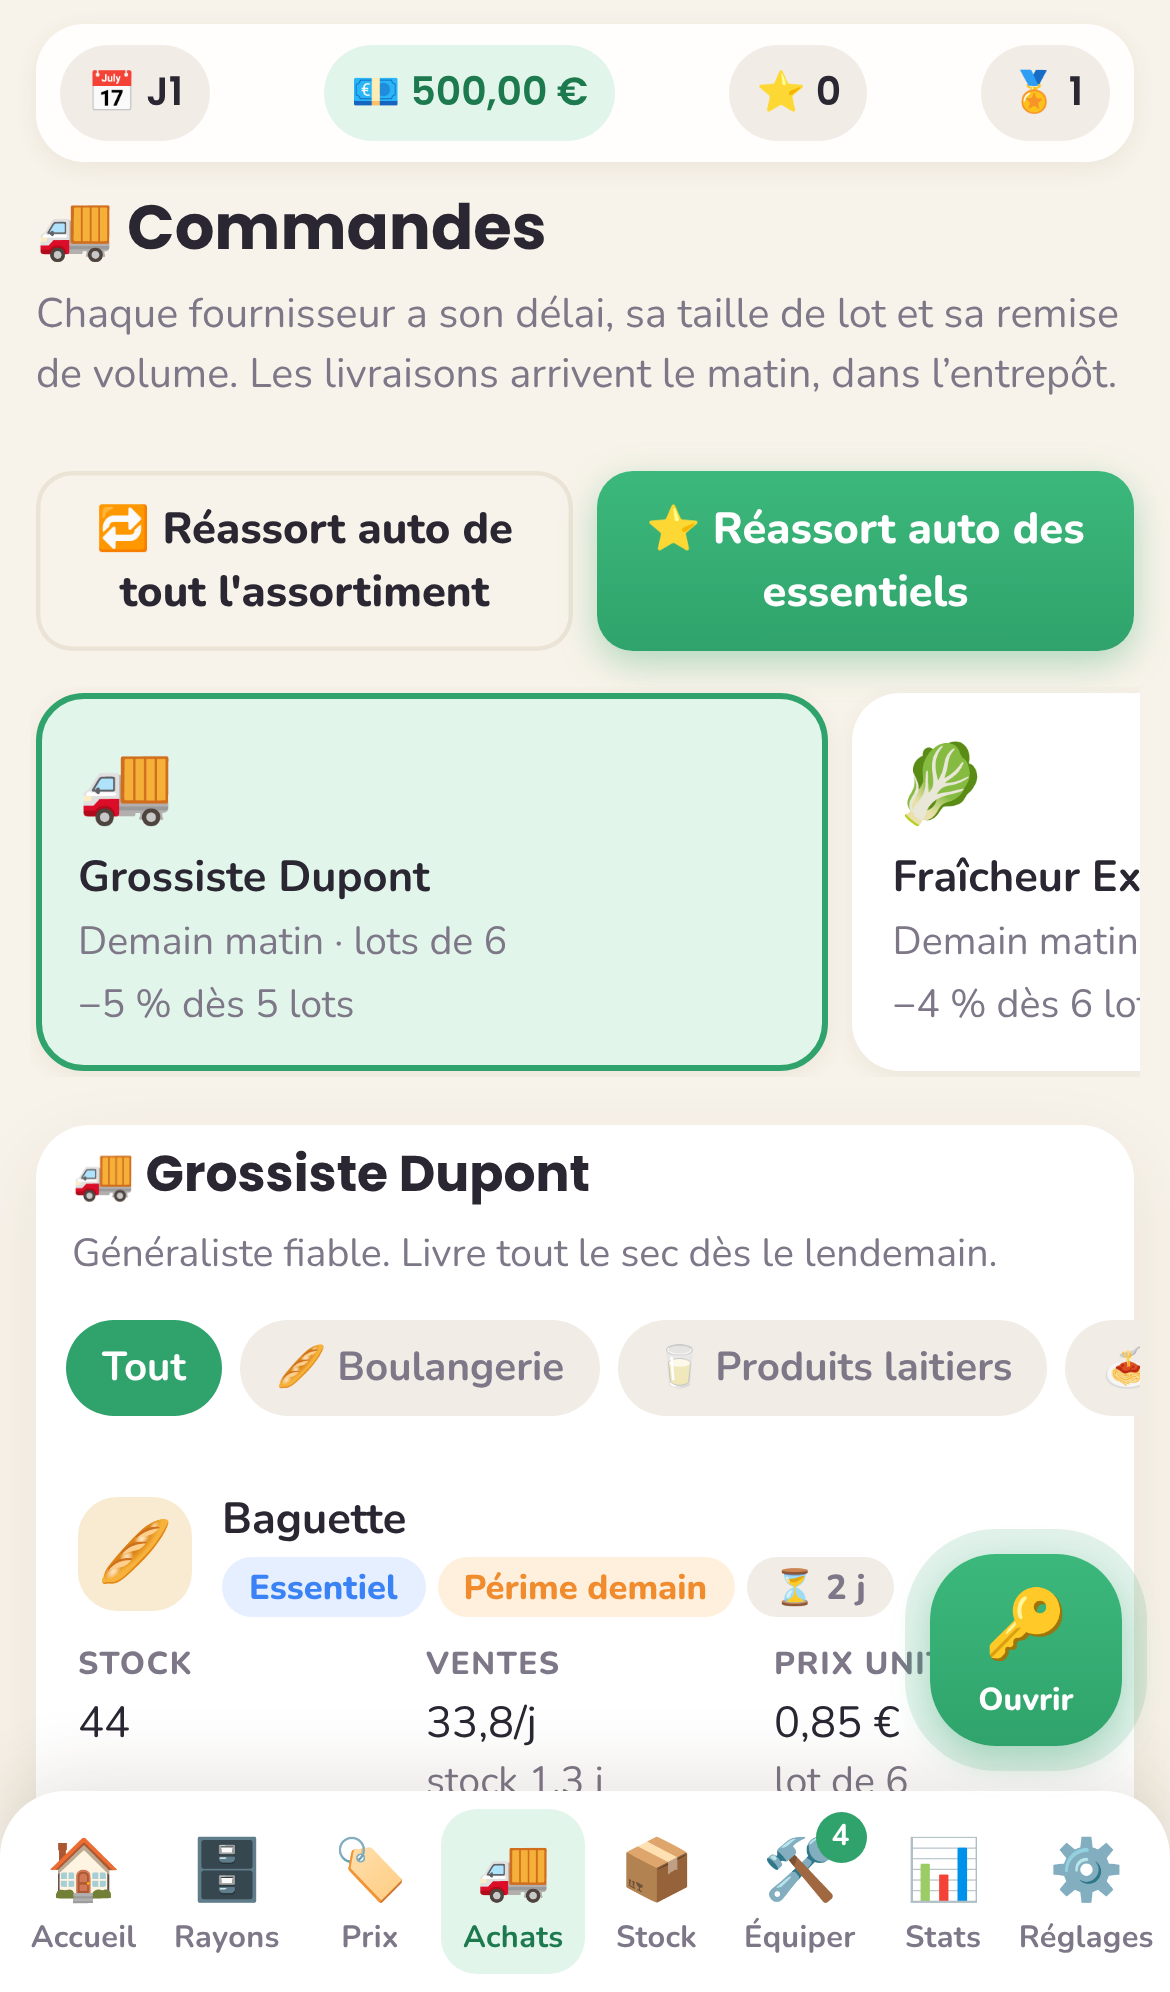 J1
500,00 €
0
1
Commandes
Chaque fournisseur a son délai, sa taille de lot et sa remise
de volume. Les livraisons arrivent le matin, dans l’entrepôt.
Réassort auto de
tout l'assortiment
Réassort auto des
essentiels
Grossiste Dupont
Demain matin · lots de 6
−5 % dès 5 lots
Fraîcheur Ex
Demain matin
−4 % dès 6 lot
Grossiste Dupont
Généraliste fiable. Livre tout le sec dès le lendemain.
Tout
Boulangerie
Produits laitiers
Baguette
Essentiel
Périme demain
2 j
STOCK
VENTES
PRIX UNIT
44
33,8/j
0,85 €
stock 1,3 j
lot de 6
Ouvrir
4
Accueil
Rayons
Prix
Achats
Stock
Équiper
Stats
Réglages